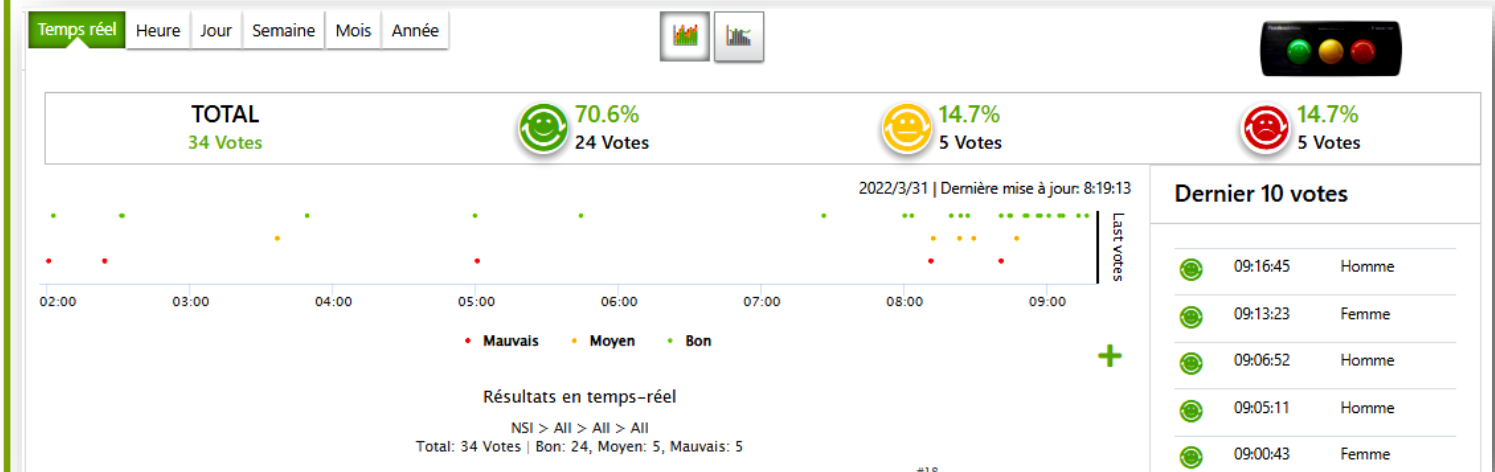 Temps réel Heure Jour Semaine Mois Année
TOTAL
34 Votes
70.6%
24 Votes
14.7%
5 Votes
14.7%
5 Votes
2022/3/31 | Dernière mise à jour: 8:19:13
Last votes
02:00 03:00 04:00 05:00 06:00 07:00 08:00 09:00
Mauvais Moyen Bon
Résultats en temps-réel
NSI > All > All > All
Total: 34 Votes | Bon: 24, Moyen: 5, Mauvais: 5
Dernier 10 votes
09:16:45 Homme
09:13:23 Femme
09:06:52 Homme
09:05:11 Homme
09:00:43 Femme